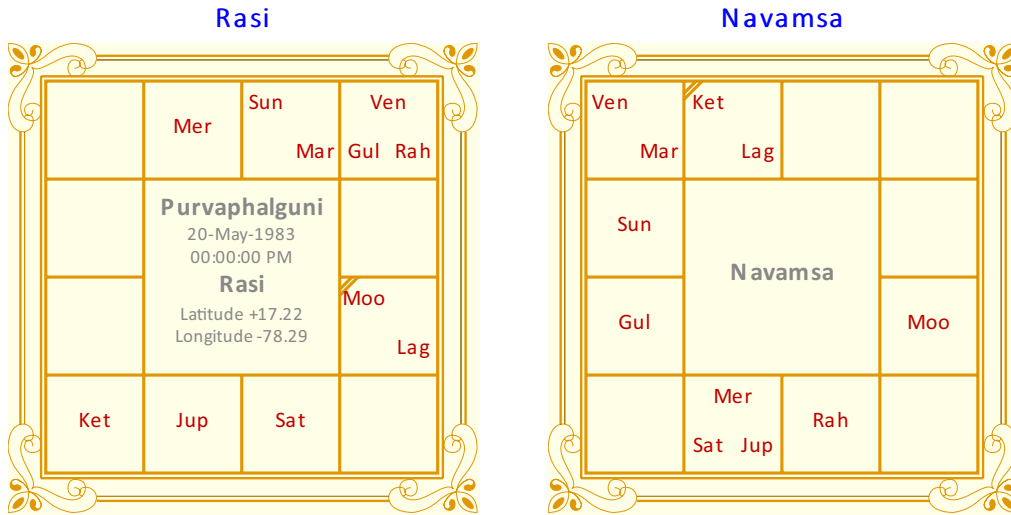 Rasi
Navamsa
Sun
Ven
Mer
Mar Gul Rah
Purvaphalguni
20-May-1983
00:00:00 PM
Rasi
Latitude +17.22
Longitude -78.29
Moo
Lag
Ket
Jup
Sat
Ven
Ket
Mar
Lag
Sun
Navamsa
Gul
Moo
Mer
Rah
Sat Jup